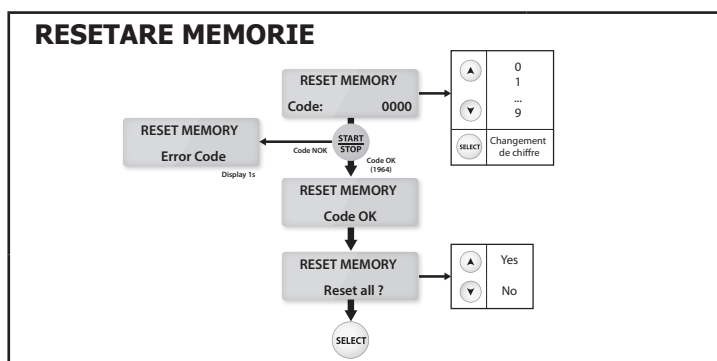 RESETARE MEMORIE
RESET MEMORY
Code: 0000
0
1
...
9
SELECT
Changement
de chiffre
START
STOP
Code NOK
RESET MEMORY
Error Code
Display 1s
Code OK
(1964)
RESET MEMORY
Code OK
RESET MEMORY
Reset all ?
Yes
No
SELECT